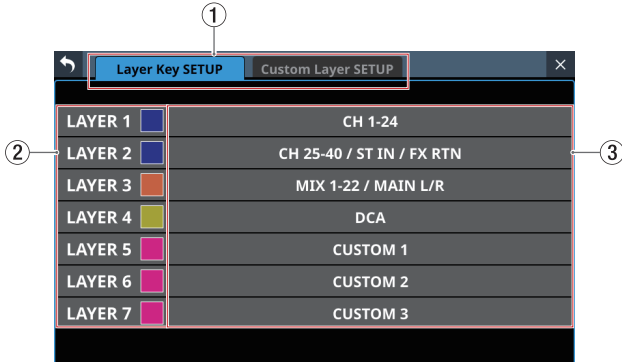 ①
Layer Key SETUP Custom Layer SETUP ×
LAYER 1 CH 1-24
② LAYER 2 CH 25-40 / ST IN / FX RTN ③
LAYER 3 MIX 1-22 / MAIN L/R
LAYER 4 DCA
LAYER 5 CUSTOM 1
LAYER 6 CUSTOM 2
LAYER 7 CUSTOM 3